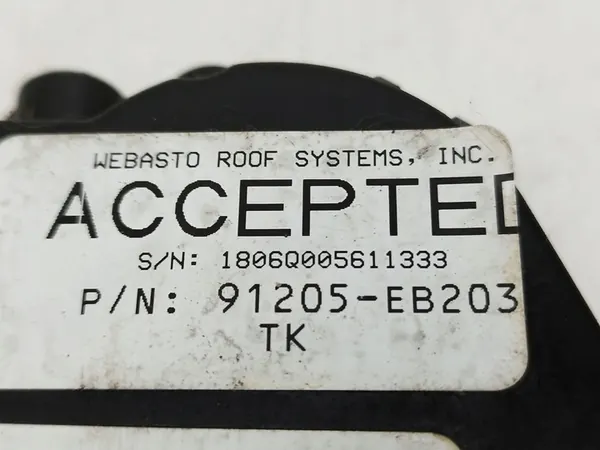 WEBASTO ROOF SYSTEMS, INC.
ACCEPTED
S/N: 1806Q005611333
P/N: 91205-EB203
TK